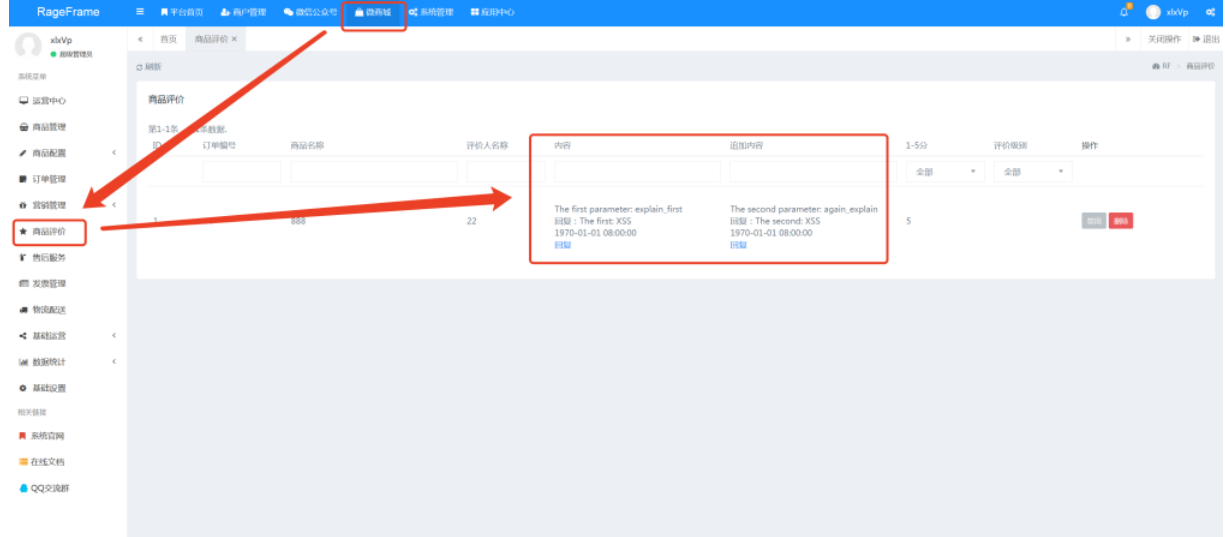 RageFrame
平台首页 商户管理 微信公众号 微商城 系统管理 应用中心
xlxVp
xlxVp
超级管理员
首页 商品评价 ×
关闭操作 退出
刷新
RF > 商品评价
系统菜单
运营中心
商品管理
商品配置
订单管理
营销管理
商品评价
售后服务
发票管理
物流配送
基础运营
数据统计
基础设置
相关链接
系统官网
在线文档
QQ交流群
商品评价
第1-1条 条数据.
ID 订单编号 商品名称 评价人名称 内容 追加内容 1-5分 评价级别 操作
全部 全部
1 888 22 5
The first parameter: explain_first
回复：The first: XSS
1970-01-01 08:00:00
回复
The second parameter: again_explain
回复：The second: XSS
1970-01-01 08:00:00
回复
删除